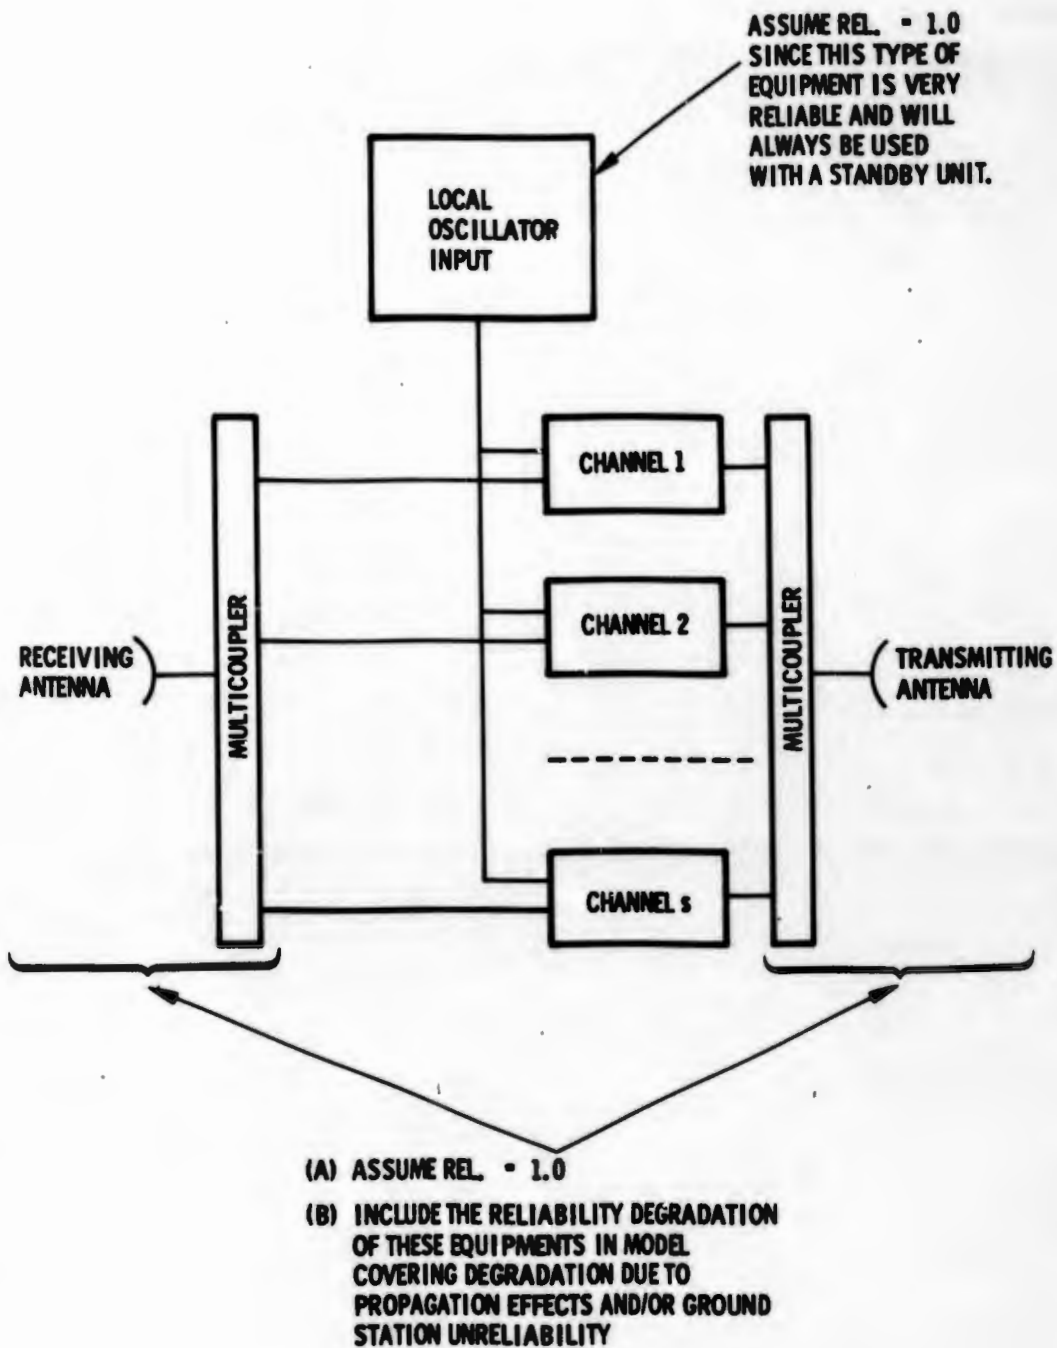 ASSUME REL. = 1.0
SINCE THIS TYPE OF
EQUIPMENT IS VERY
RELIABLE AND WILL
ALWAYS BE USED
WITH A STANDBY UNIT.
LOCAL
OSCILLATOR
INPUT
CHANNEL 1
CHANNEL 2
CHANNEL s
MULTICOUPLER
MULTICOUPLER
RECEIVING
ANTENNA
TRANSMITTING
ANTENNA
(A) ASSUME REL. = 1.0
(B) INCLUDE THE RELIABILITY DEGRADATION
OF THESE EQUIPMENTS IN MODEL
COVERING DEGRADATION DUE TO
PROPAGATION EFFECTS AND/OR GROUND
STATION UNRELIABILITY